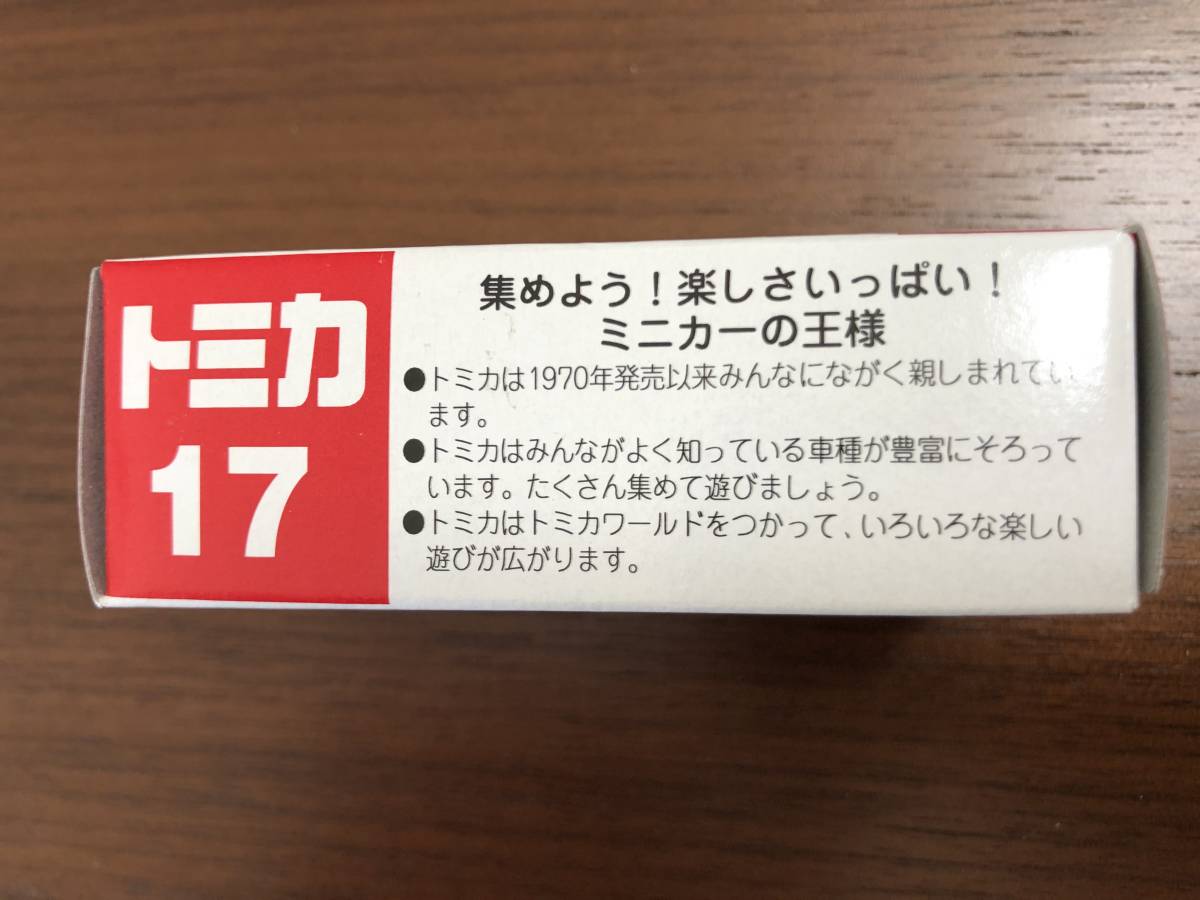 トミカ
17
集めよう！楽しさいっぱい！
ミニカーの王様
●トミカは1970年発売以来みんなにながく親しまれてい
ます。
●トミカはみんながよく知っている車種が豊富にそろって
います。たくさん集めて遊びましょう。
●トミカはトミカワールドをつかって、いろいろな楽しい
遊びが広がります。